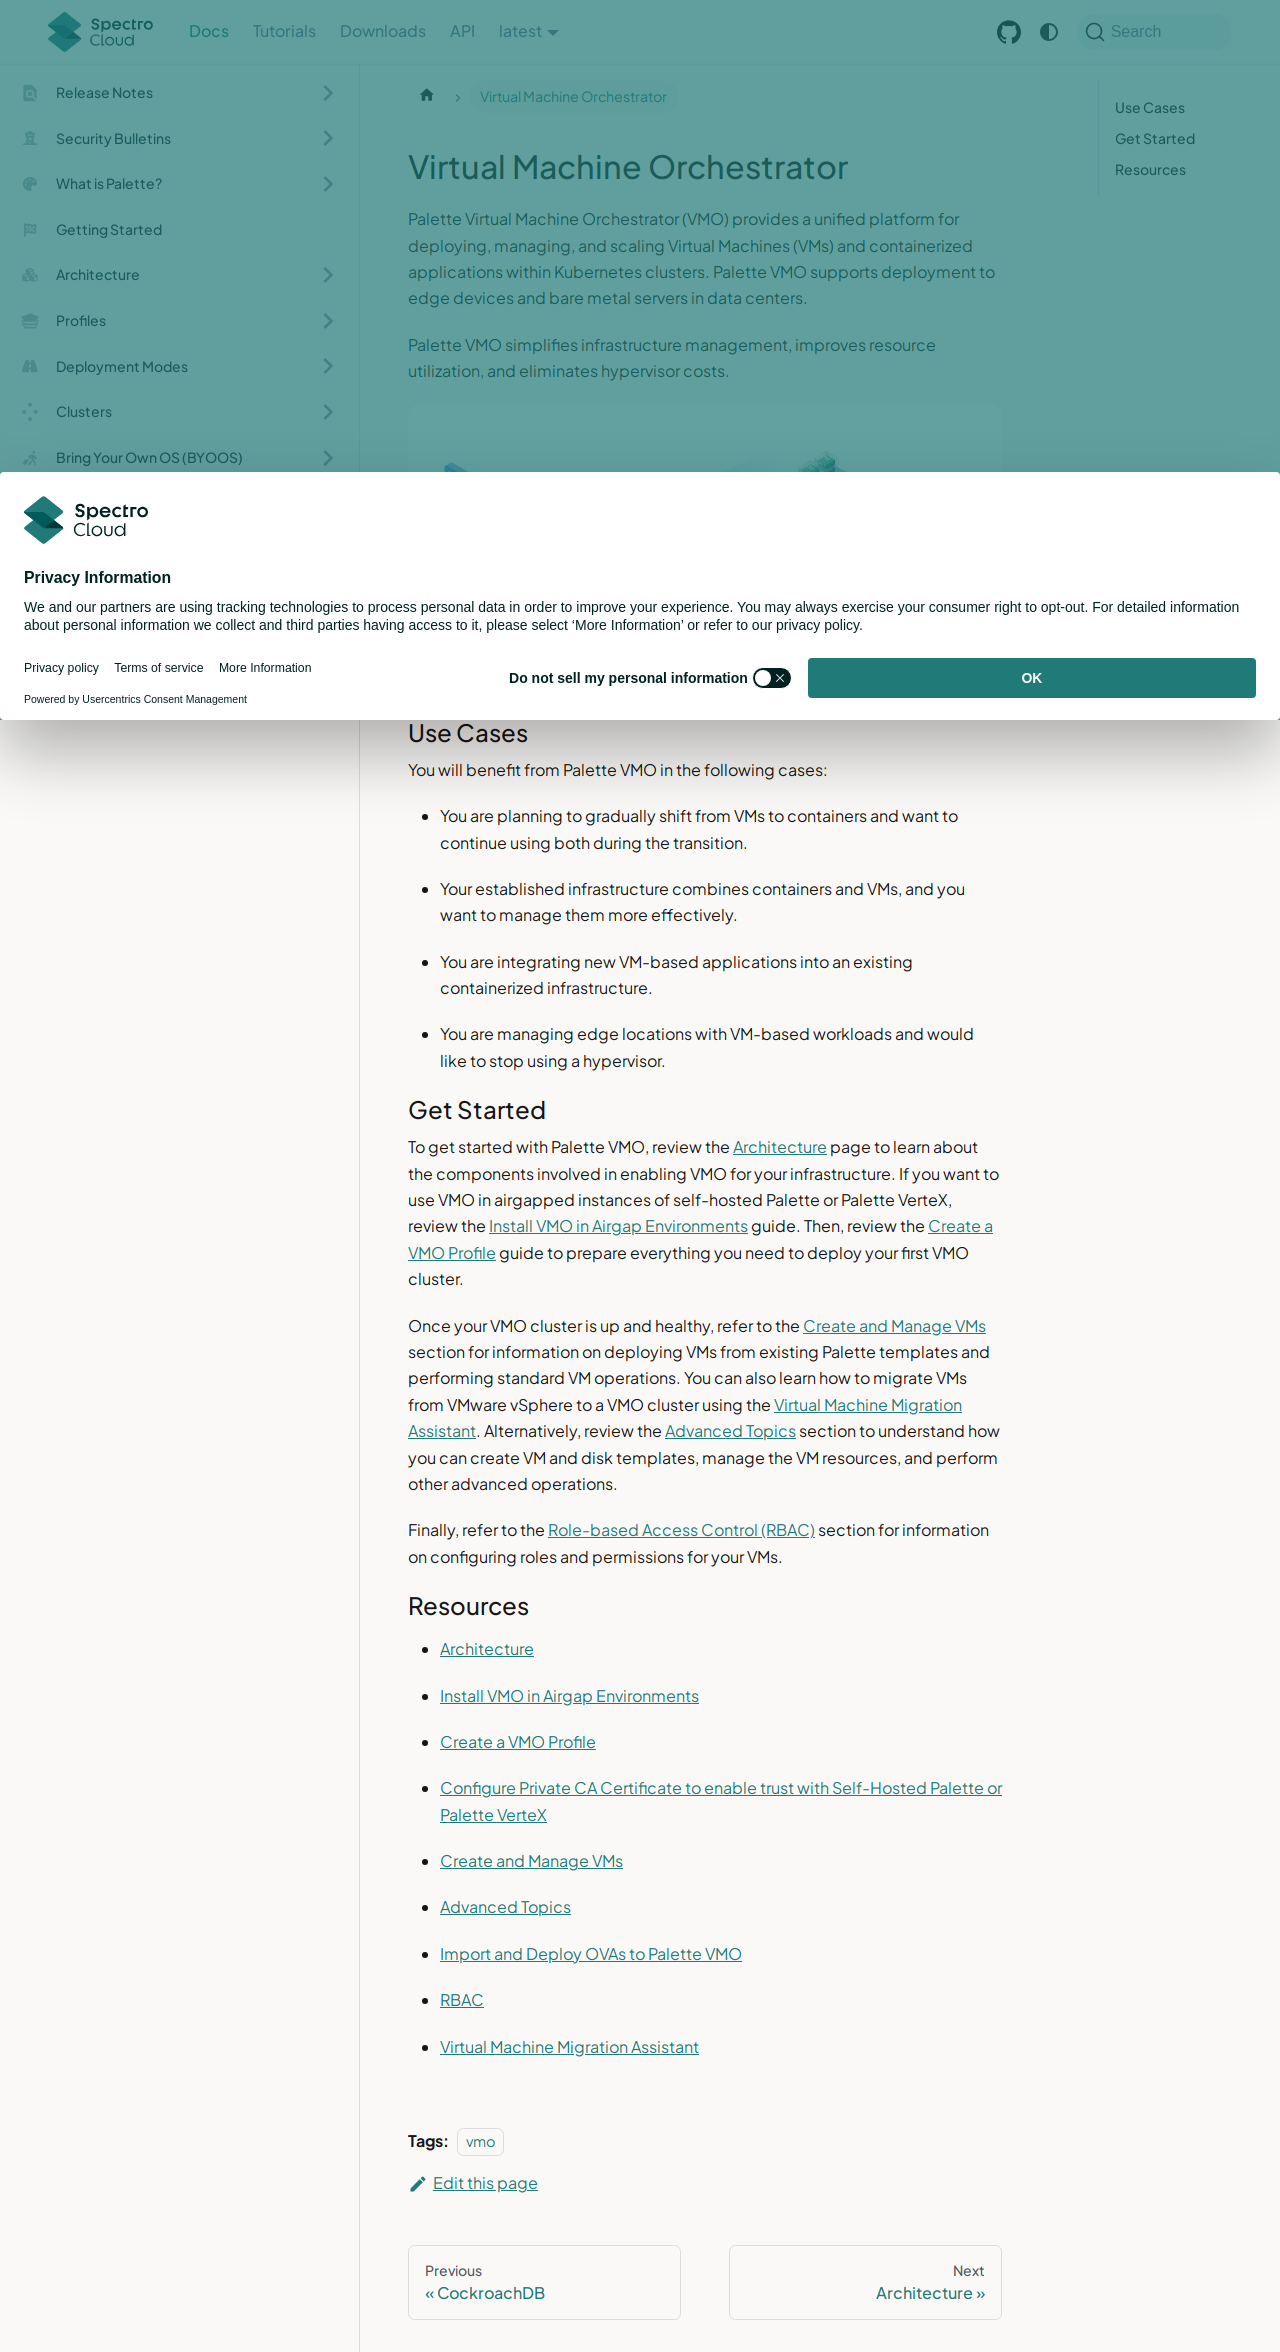 Spectro Cloud
Docs
Tutorials
Downloads
API
latest
Search
Release Notes
Security Bulletins
What is Palette?
Getting Started
Architecture
Profiles
Deployment Modes
Clusters
Bring Your Own OS (BYOOS)
Virtual Machine Orchestrator
Use Cases
Get Started
Resources
Virtual Machine Orchestrator
Palette Virtual Machine Orchestrator (VMO) provides a unified platform for
deploying, managing, and scaling Virtual Machines (VMs) and containerized
applications within Kubernetes clusters. Palette VMO supports deployment to
edge devices and bare metal servers in data centers.
Palette VMO simplifies infrastructure management, improves resource
utilization, and eliminates hypervisor costs.
Spectro
Cloud
Privacy Information
We and our partners are using tracking technologies to process personal data in order to improve your experience. You may always exercise your consumer right to opt-out. For detailed information
about personal information we collect and third parties having access to it, please select ‘More Information’ or refer to our privacy policy.
Privacy policy
Terms of service
More Information
Powered by Usercentrics Consent Management
Do not sell my personal information
OK
Use Cases
You will benefit from Palette VMO in the following cases:
You are planning to gradually shift from VMs to containers and want to
continue using both during the transition.
Your established infrastructure combines containers and VMs, and you
want to manage them more effectively.
You are integrating new VM-based applications into an existing
containerized infrastructure.
You are managing edge locations with VM-based workloads and would
like to stop using a hypervisor.
Get Started
To get started with Palette VMO, review the Architecture page to learn about
the components involved in enabling VMO for your infrastructure. If you want to
use VMO in airgapped instances of self-hosted Palette or Palette VerteX,
review the Install VMO in Airgap Environments guide. Then, review the Create a
VMO Profile guide to prepare everything you need to deploy your first VMO
cluster.
Once your VMO cluster is up and healthy, refer to the Create and Manage VMs
section for information on deploying VMs from existing Palette templates and
performing standard VM operations. You can also learn how to migrate VMs
from VMware vSphere to a VMO cluster using the Virtual Machine Migration
Assistant. Alternatively, review the Advanced Topics section to understand how
you can create VM and disk templates, manage the VM resources, and perform
other advanced operations.
Finally, refer to the Role-based Access Control (RBAC) section for information
on configuring roles and permissions for your VMs.
Resources
Architecture
Install VMO in Airgap Environments
Create a VMO Profile
Configure Private CA Certificate to enable trust with Self-Hosted Palette or
Palette VerteX
Create and Manage VMs
Advanced Topics
Import and Deploy OVAs to Palette VMO
RBAC
Virtual Machine Migration Assistant
Tags: vmo
Edit this page
Previous
« CockroachDB
Next
Architecture »